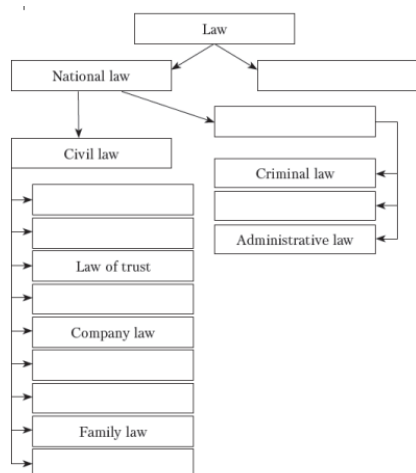 Law
National law
Civil law
Criminal law
Administrative law
Law of trust
Company law
Family law